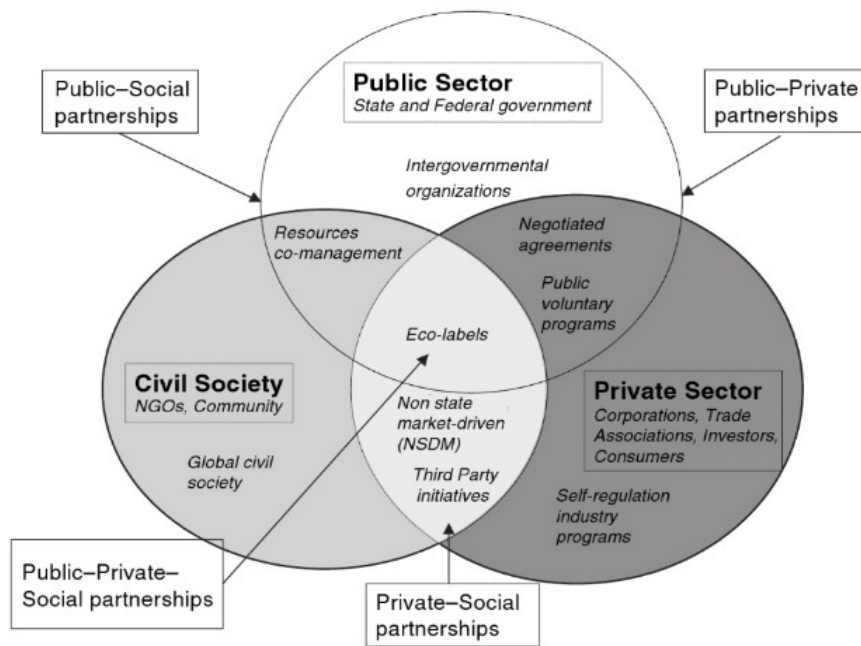 Public Sector
State and Federal government
Public–Social
partnerships
Public–Private
partnerships
Intergovernmental
organizations
Resources
co-management
Negotiated
agreements
Public
voluntary
programs
Eco-labels
Civil Society
NGOs, Community
Non state
market-driven
(NSDM)
Private Sector
Corporations, Trade
Associations, Investors,
Consumers
Global civil
society
Third Party
initiatives
Self-regulation
industry
programs
Public–Private–
Social partnerships
Private–Social
partnerships